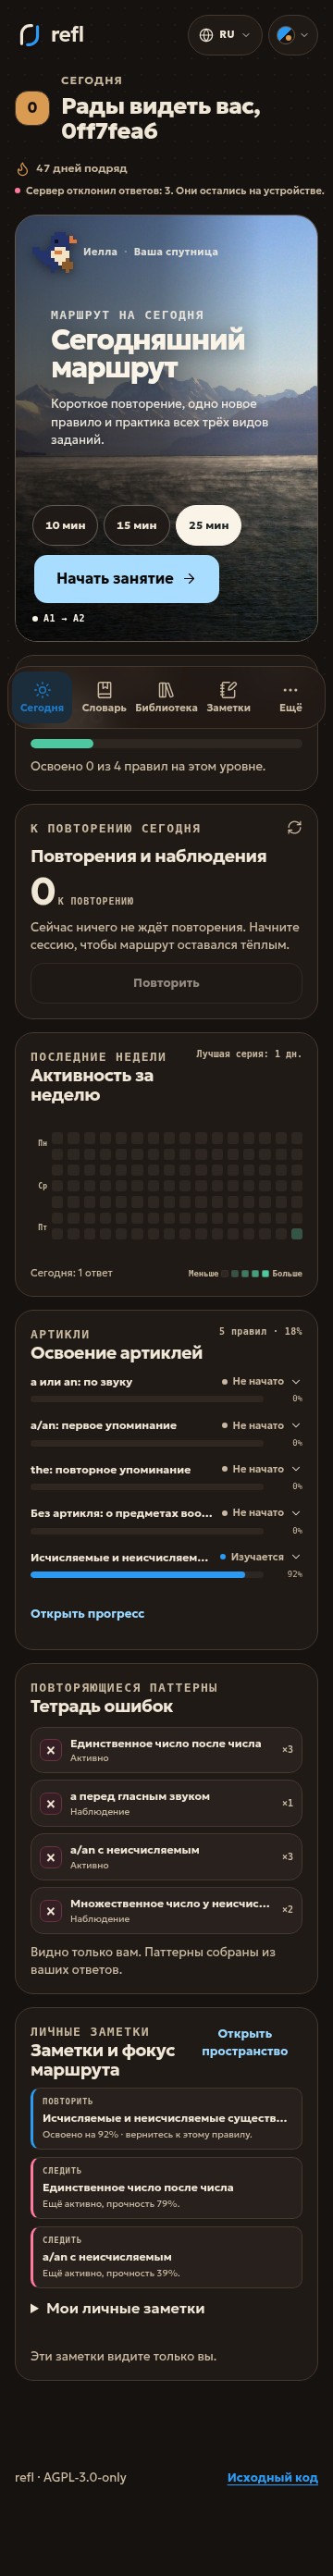 refl
RU
СЕГОДНЯ
0
Рады видеть вас,
0ff7fea6
47 дней подряд
Сервер отклонил ответов: 3. Они остались на устройстве.
Иелла · Ваша спутница
МАРШРУТ НА СЕГОДНЯ
Сегодняшний
маршрут
Короткое повторение, одно новое
правило и практика всех трёх видов
заданий.
10 мин
15 мин
25 мин
Начать занятие →
A1 → A2
Сегодня
Словарь
Библиотека
Заметки
Ещё
Освоено 0 из 4 правил на этом уровне.
К ПОВТОРЕНИЮ СЕГОДНЯ
Повторения и наблюдения
0 К ПОВТОРЕНИЮ
Сейчас ничего не ждёт повторения. Начните
сессию, чтобы маршрут оставался тёплым.
Повторить
ПОСЛЕДНИЕ НЕДЕЛИ
Лучшая серия: 1 дн.
Активность за
неделю
Пн
Ср
Пт
Сегодня: 1 ответ
Меньше
Больше
АРТИКЛИ
5 правил · 18%
Освоение артиклей
a или an: по звуку
Не начато
0%
a/an: первое упоминание
Не начато
0%
the: повторное упоминание
Не начато
0%
Без артикля: о предметах воо...
Не начато
0%
Исчисляемые и неисчисляем...
Изучается
92%
Открыть прогресс
ПОВТОРЯЮЩИЕСЯ ПАТТЕРНЫ
Тетрадь ошибок
Единственное число после числа
×3
Активно
a перед гласным звуком
×1
Наблюдение
a/an с неисчисляемым
×3
Активно
Множественное число у неисчис...
×2
Наблюдение
Видно только вам. Паттерны собраны из
ваших ответов.
ЛИЧНЫЕ ЗАМЕТКИ
Открыть
пространство
Заметки и фокус
маршрута
ПОВТОРИТЬ
Исчисляемые и неисчисляемые существ...
Освоено на 92% · вернитесь к этому правилу.
СЛЕДИТЬ
Единственное число после числа
Ещё активно, прочность 79%.
СЛЕДИТЬ
a/an с неисчисляемым
Ещё активно, прочность 39%.
Мои личные заметки
Эти заметки видите только вы.
refl · AGPL-3.0-only
Исходный код